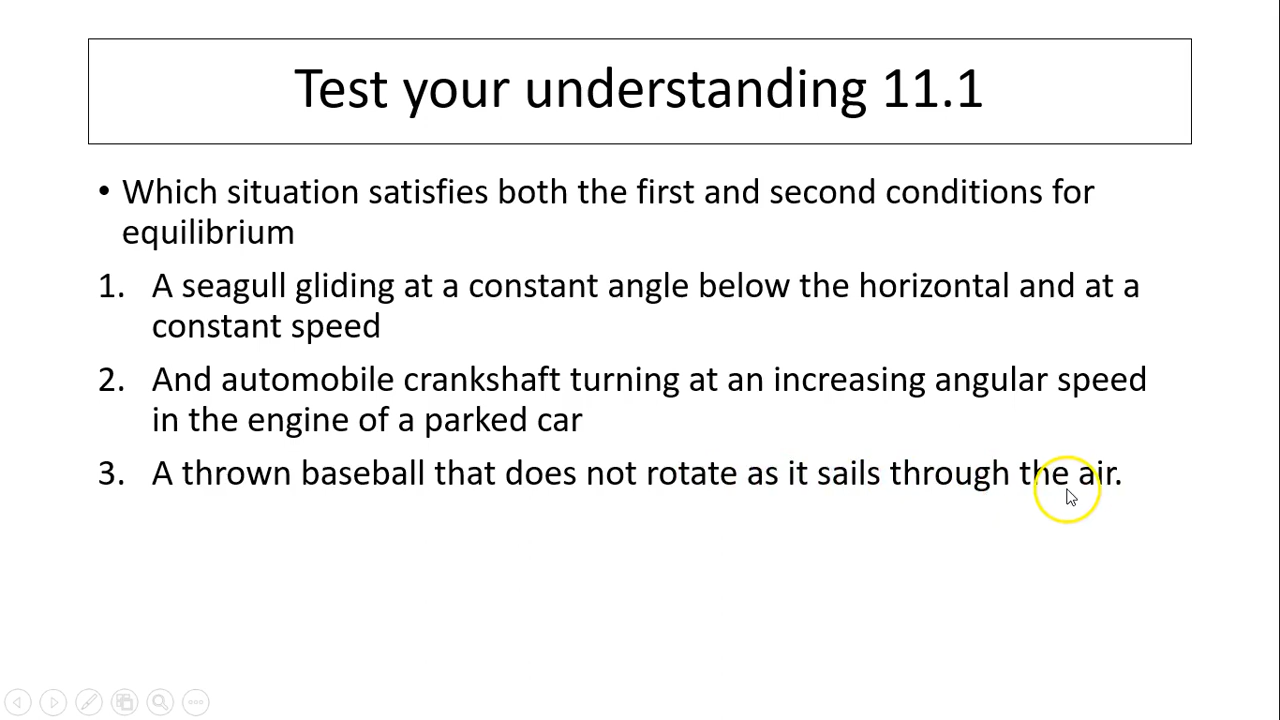 Test your understanding 11.1
• Which situation satisfies both the first and second conditions for
equilibrium
1. A seagull gliding at a constant angle below the horizontal and at a
constant speed
2. And automobile crankshaft turning at an increasing angular speed
in the engine of a parked car
3. A thrown baseball that does not rotate as it sails through the air.